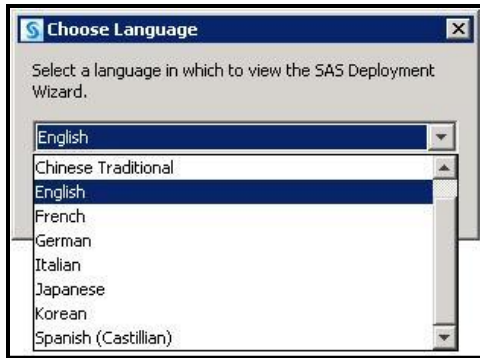 Choose Language
Select a language in which to view the SAS Deployment
Wizard.
English
Chinese Traditional
English
French
German
Italian
Japanese
Korean
Spanish (Castillian)